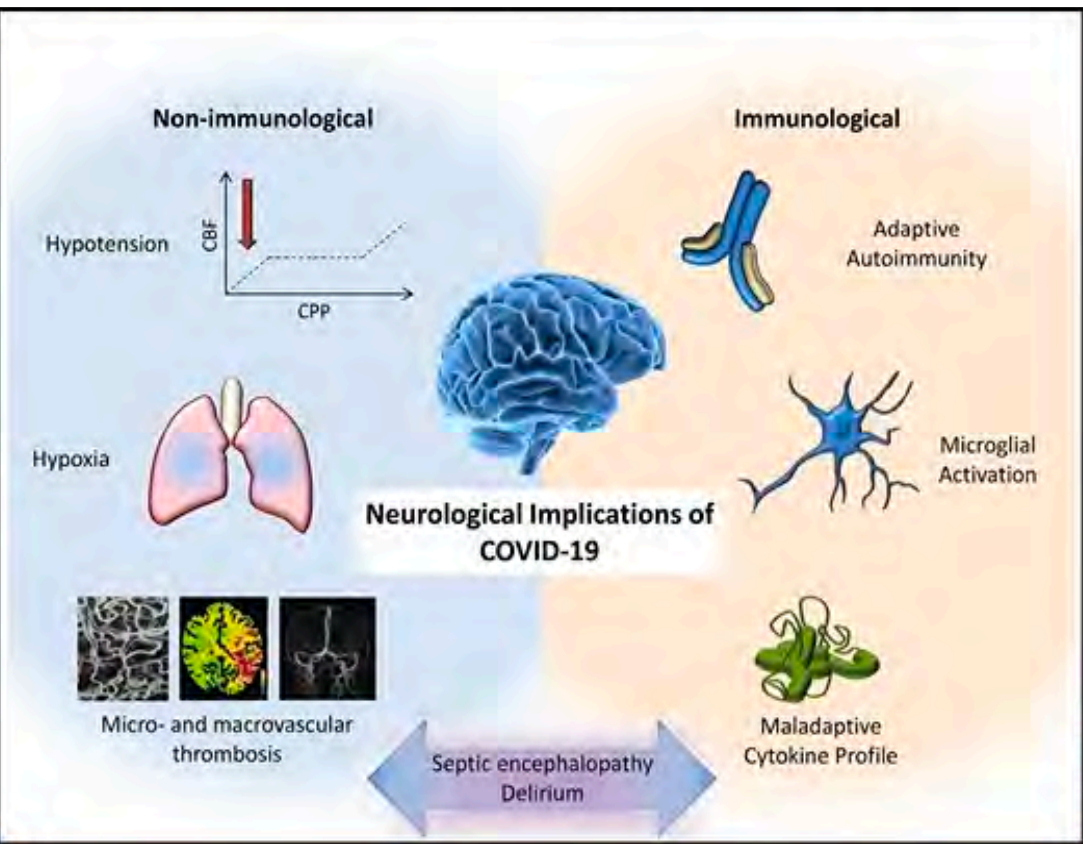 Non-immunological
Hypotension
CBF
CPP
Hypoxia
Micro- and macrovascular
thrombosis
Neurological Implications of
COVID-19
Immunological
Adaptive
Autoimmunity
Microglial
Activation
Maladaptive
Cytokine Profile
Septic encephalopathy
Delirium